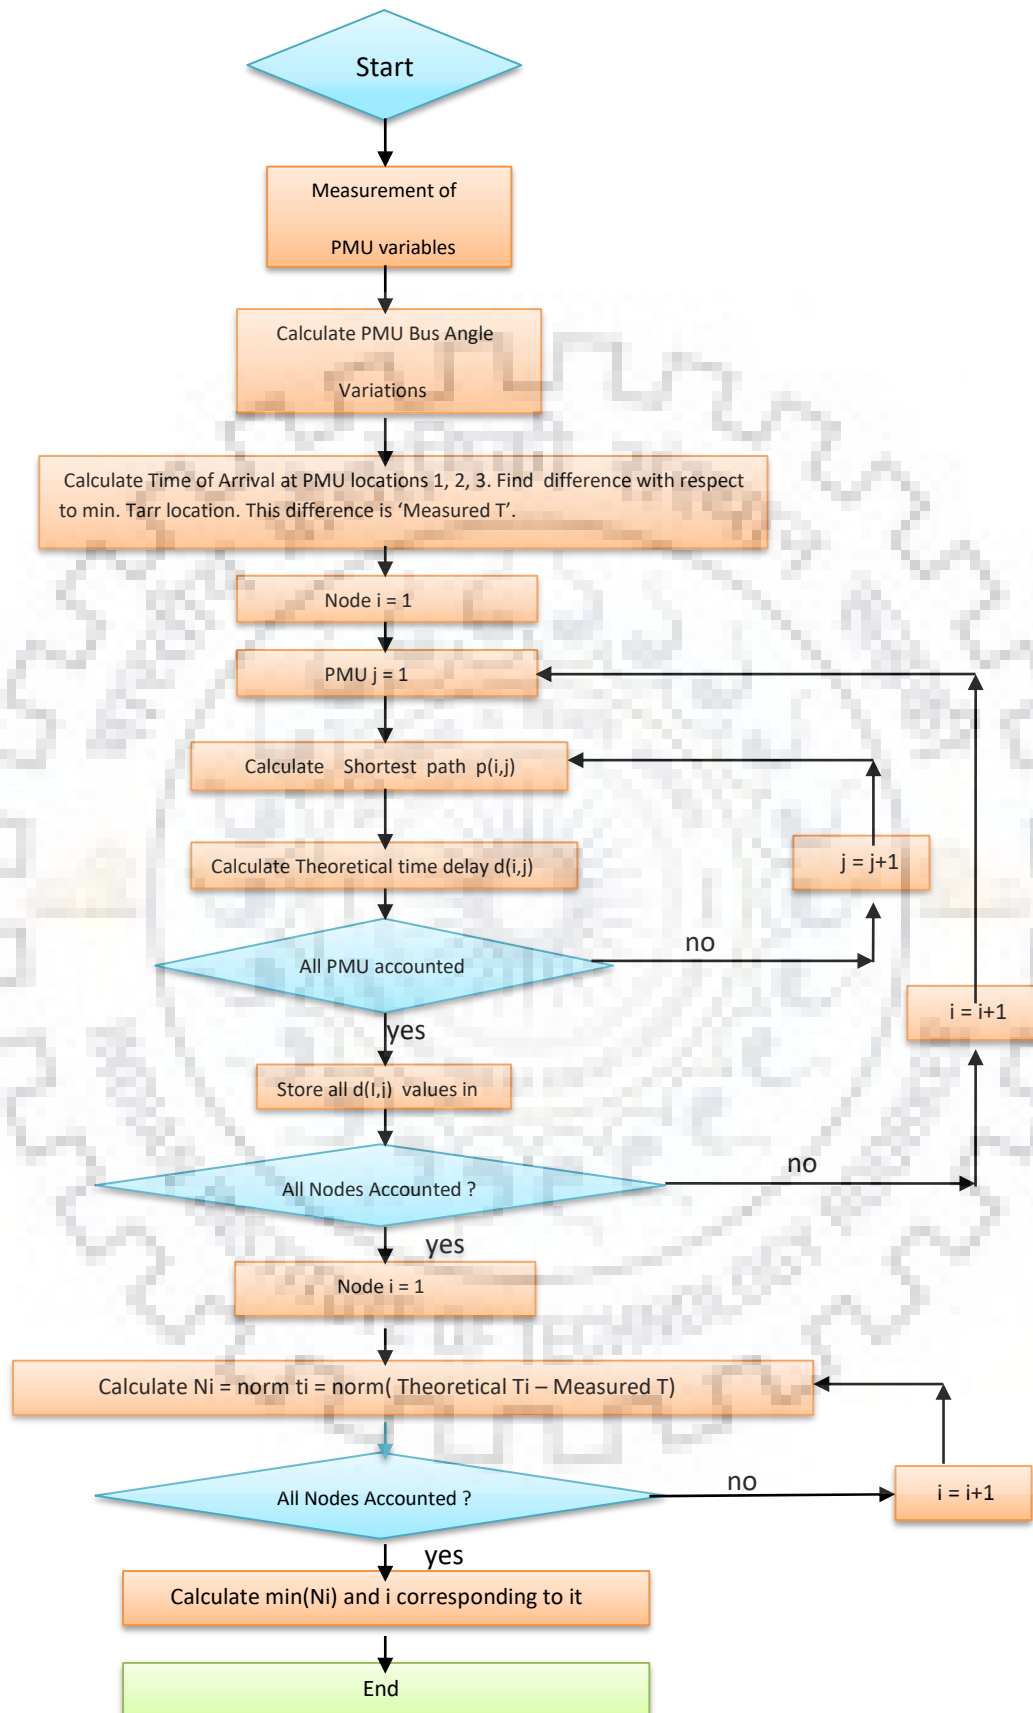 Start
Measurement of
PMU variables
Calculate PMU Bus Angle
Variations
Calculate Time of Arrival at PMU locations 1, 2, 3. Find difference with respect
to min. Tarr location. This difference is ‘Measured T’.
Node i = 1
PMU j = 1
Calculate Shortest path p(i,j)
Calculate Theoretical time delay d(i,j)
j = j+1
All PMU accounted
no
yes
i = i+1
Store all d(I,j) values in
All Nodes Accounted ?
no
yes
Node i = 1
Calculate Ni = norm ti = norm( Theoretical Ti – Measured T)
All Nodes Accounted ?
no
i = i+1
yes
Calculate min(Ni) and i corresponding to it
End